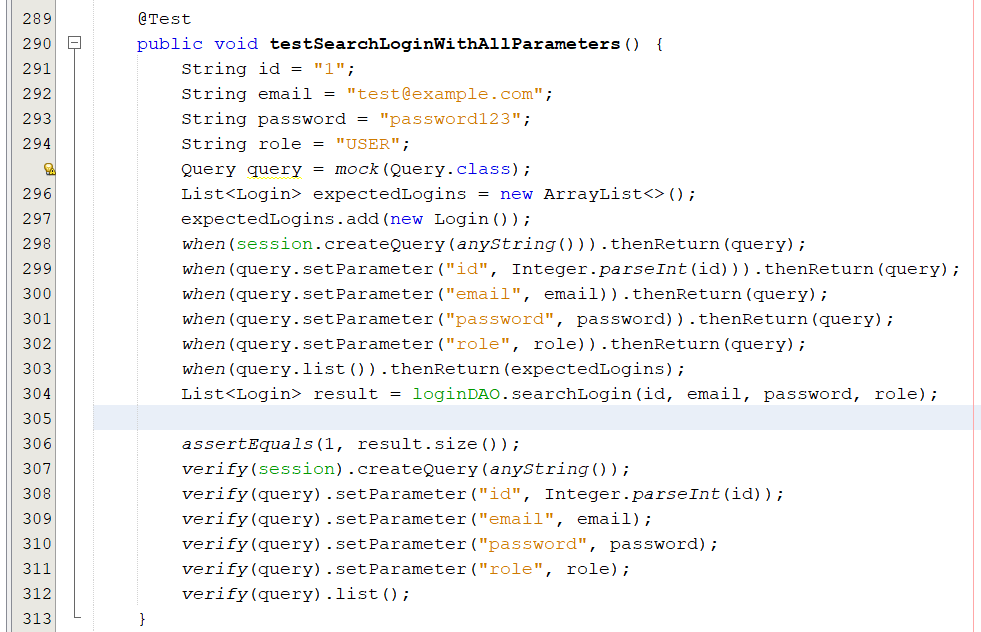 289 @Test
290 public void testSearchLoginWithAllParameters() {
291 String id = "1";
292 String email = "test@example.com";
293 String password = "password123";
294 String role = "USER";
Query query = mock(Query.class);
296 List<Login> expectedLogins = new ArrayList<>();
297 expectedLogins.add(new Login());
298 when(session.createQuery(anyString())).thenReturn(query);
299 when(query.setParameter("id", Integer.parseInt(id))).thenReturn(query);
300 when(query.setParameter("email", email)).thenReturn(query);
301 when(query.setParameter("password", password)).thenReturn(query);
302 when(query.setParameter("role", role)).thenReturn(query);
303 when(query.list()).thenReturn(expectedLogins);
304 List<Login> result = loginDAO.searchLogin(id, email, password, role);
305
306 assertEquals(1, result.size());
307 verify(session).createQuery(anyString());
308 verify(query).setParameter("id", Integer.parseInt(id));
309 verify(query).setParameter("email", email);
310 verify(query).setParameter("password", password);
311 verify(query).setParameter("role", role);
312 verify(query).list();
313 }